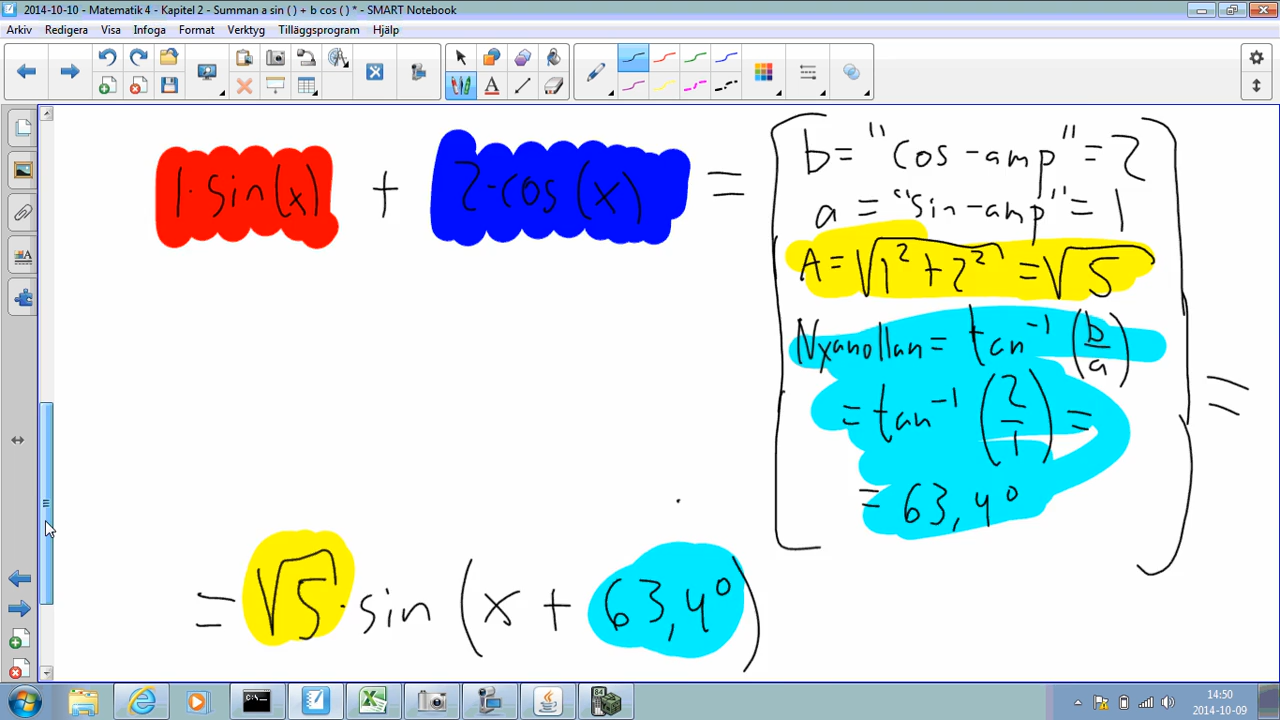 2014-10-10 - Matematik 4 - Kapitel 2 - Summan a sin ( ) + b cos ( ) * - SMART Notebook
Arkiv Redigera Visa Infoga Format Verktyg Tilläggsprogram Hjälp
1·sin(x) + 2·cos(x) =
b= "cos-amp"=2
a = "sin-amp"= 1
A= √1²+2² = √5
Nxanollan= tan⁻¹ (b/a)
= tan⁻¹ (2/1) =
= 63,4° =
= √5·sin (x + 63,4°)
84
14:50
2014-10-09